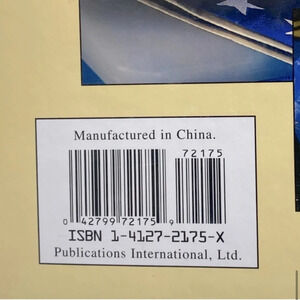 Manufactured in China.
72175
0 42799 72175 9
ISBN 1-4127-2175-X
Publications International, Ltd.